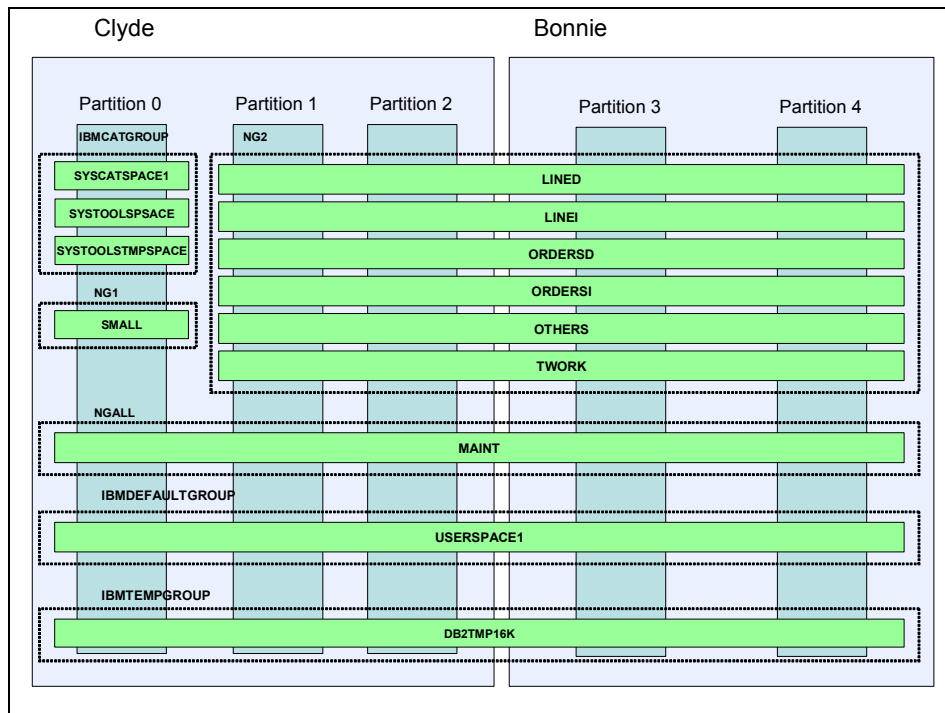 Clyde
Bonnie
Partition 0
Partition 1
Partition 2
Partition 3
Partition 4
IBMCATGROUP
NG2
SYSCATSPACE1
SYSTOOLSPSACE
SYSTOOLSTMPSPACE
NG1
SMALL
LINED
LINEI
ORDERSD
ORDERSI
OTHERS
TWORK
NGALL
MAINT
IBMDEFAULTGROUP
USERSPACE1
IBMTEMPGROUP
DB2TMP16K